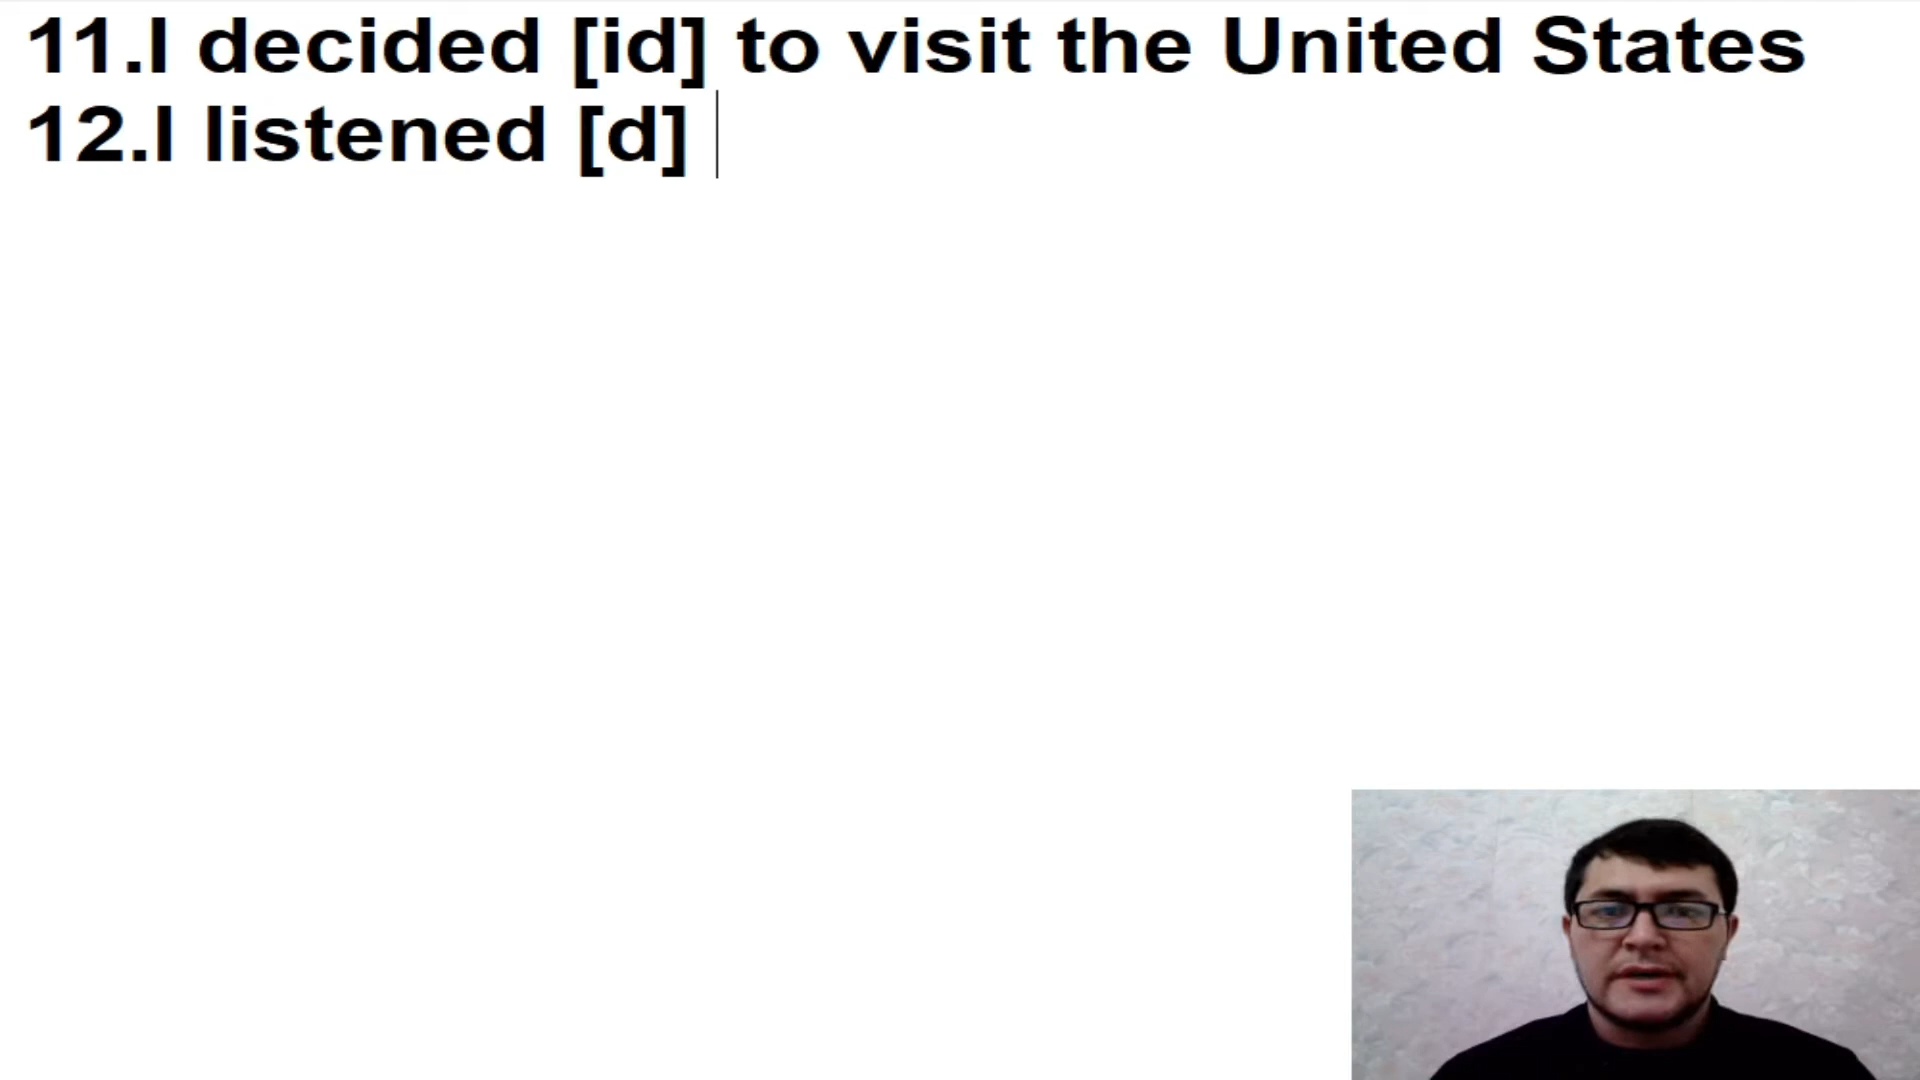 11.I decided [id] to visit the United States
12.I listened [d]